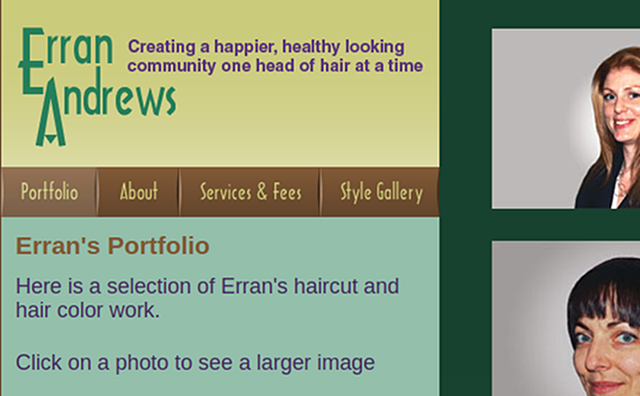 Erran
Andrews
Creating a happier, healthy looking
community one head of hair at a time
Portfolio
About
Services & Fees
Style Gallery
Erran's Portfolio
Here is a selection of Erran's haircut and
hair color work.
Click on a photo to see a larger image